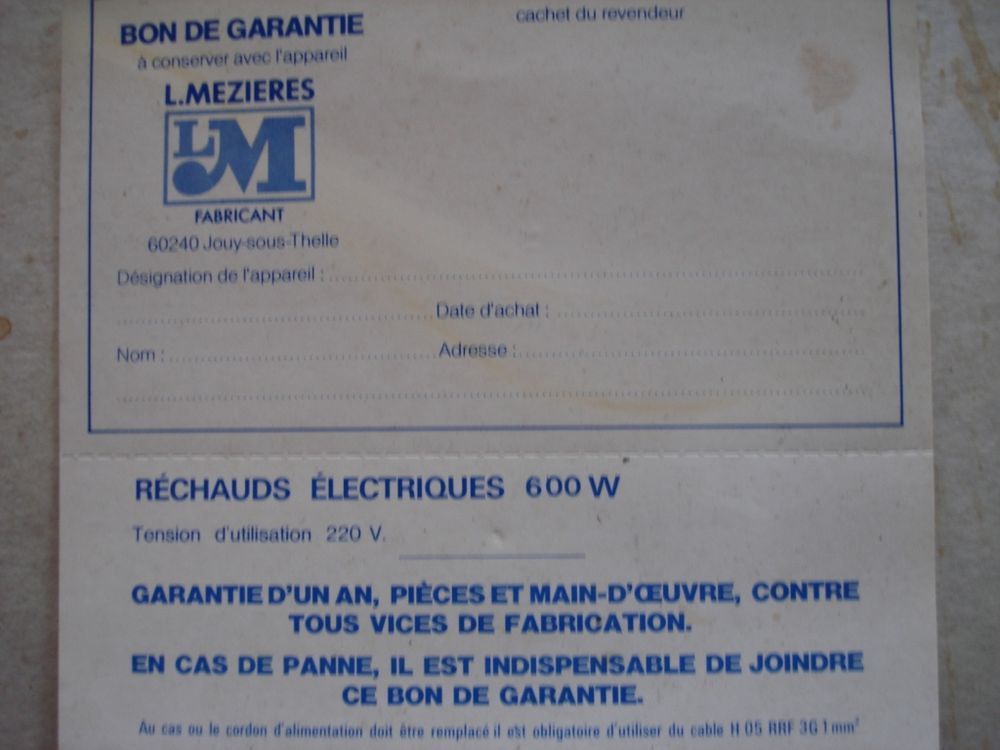 BON DE GARANTIE
à conserver avec l'appareil
cachet du revendeur
L.MEZIERES
LM
FABRICANT
60240 Jouy-sous-Thelle
Désignation de l'appareil :
Date d'achat :
Nom : Adresse :
RÉCHAUDS ÉLECTRIQUES 600 W
Tension d'utilisation 220 V.
GARANTIE D'UN AN, PIÈCES ET MAIN-D'ŒUVRE, CONTRE
TOUS VICES DE FABRICATION.
EN CAS DE PANNE, IL EST INDISPENSABLE DE JOINDRE
CE BON DE GARANTIE.
Au cas ou le cordon d'alimentation doit être remplacé il est obligatoire d'utiliser du cable H 05 RRF 3G 1 mm²